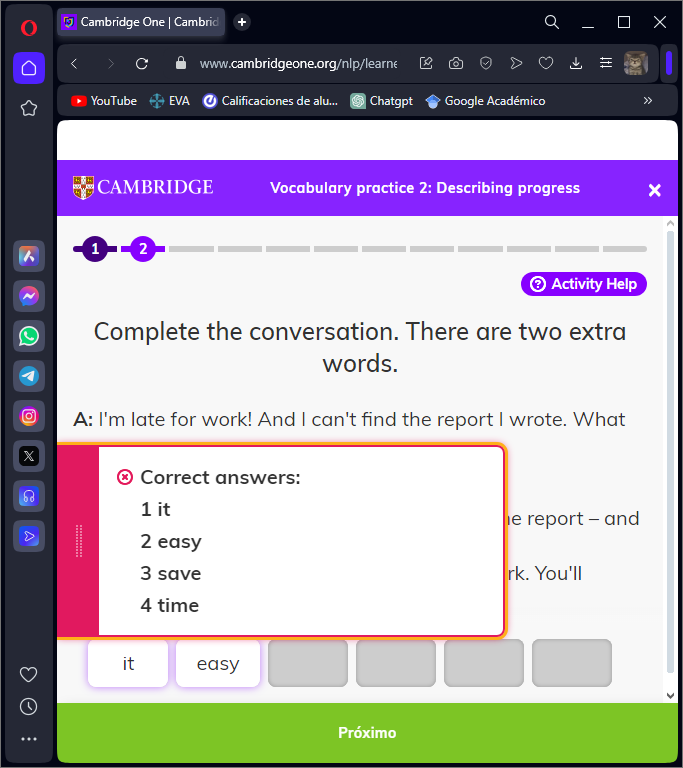 Cambridge One | Cambrid
www.cambridgeone.org/nlp/learne
YouTube
EVA
Calificaciones de alu...
Chatgpt
Google Académico
CAMBRIDGE
Vocabulary practice 2: Describing progress
1
2
Activity Help
Complete the conversation. There are two extra
words.
A: I'm late for work! And I can't find the report I wrote. What
Correct answers:
1 it
2 easy
3 save
4 time
report – and
You'll
it
easy
Próximo